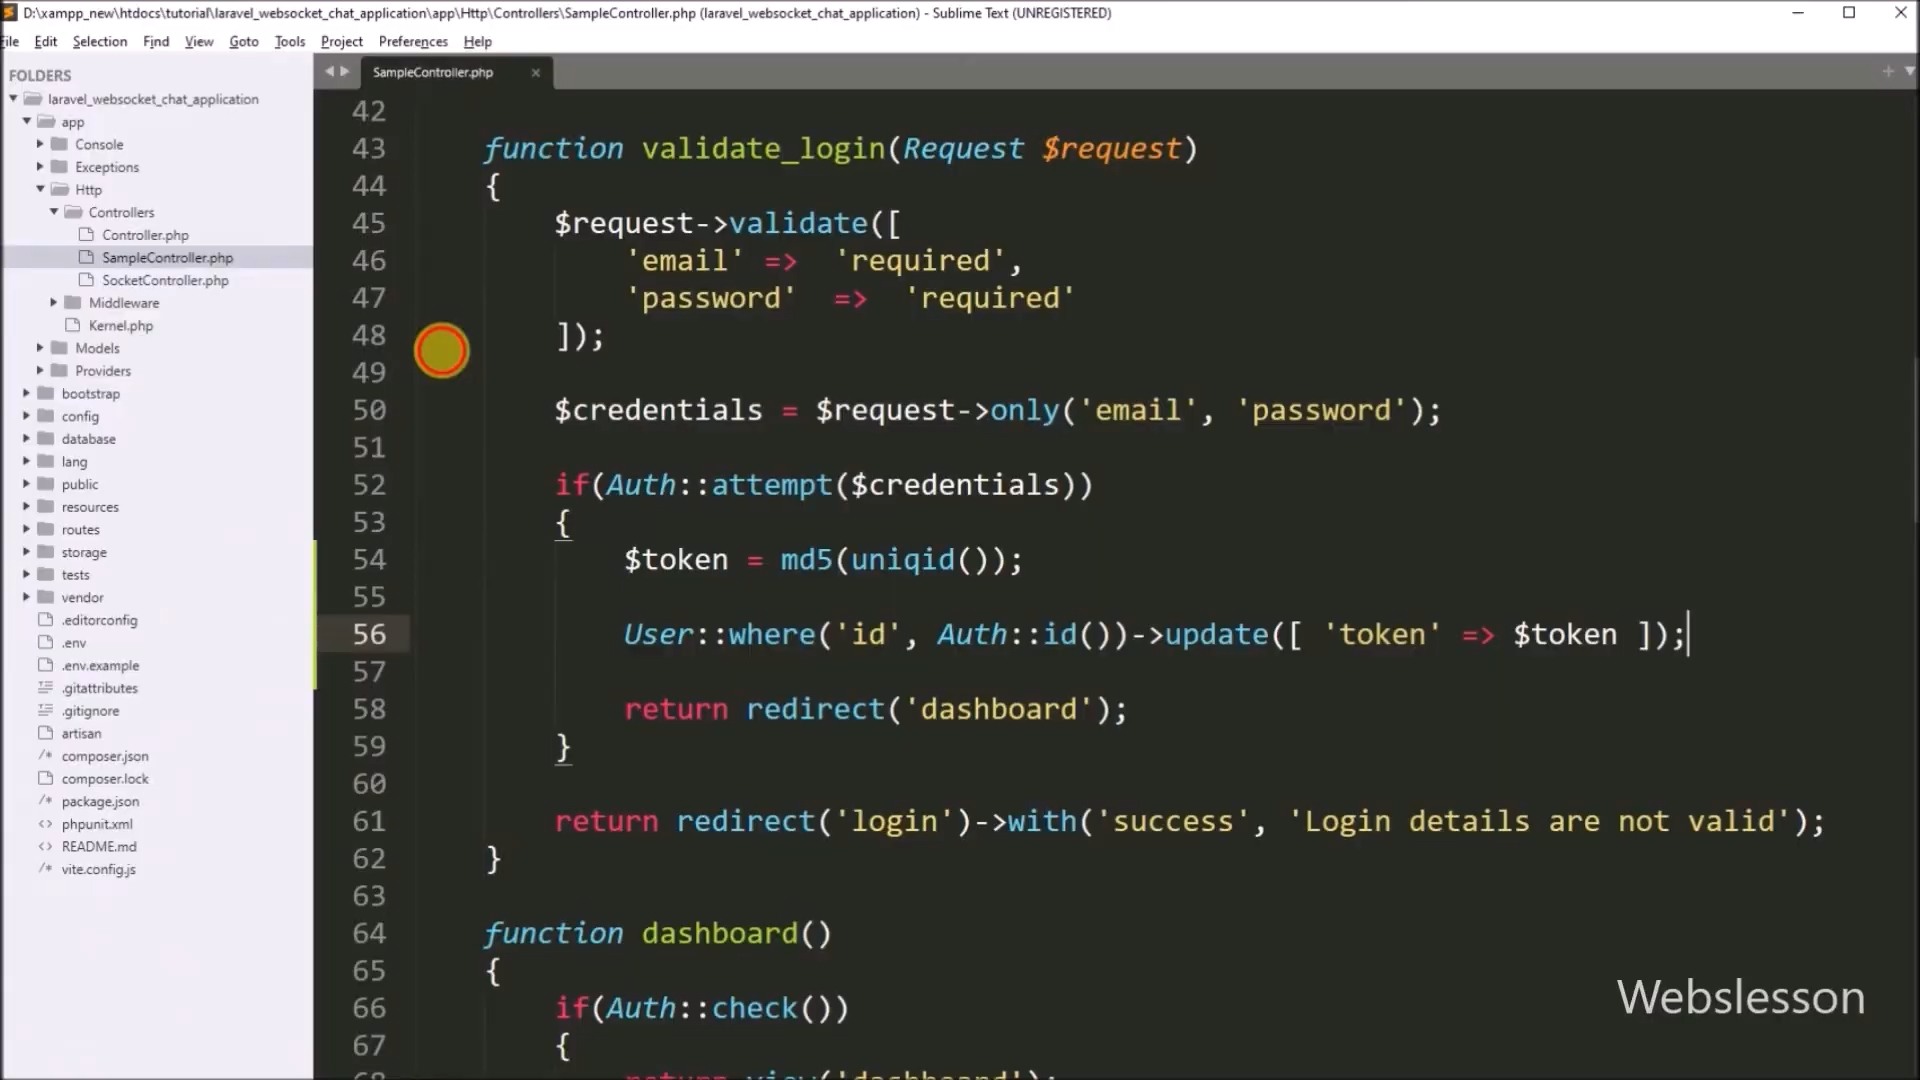 D:\xampp_new\htdocs\tutorial\laravel_websocket_chat_application\app\Http\Controllers\SampleController.php (laravel_websocket_chat_application) - Sublime Text (UNREGISTERED)
File Edit Selection Find View Goto Tools Project Preferences Help
FOLDERS
laravel_websocket_chat_application
app
Console
Exceptions
Http
Controllers
Controller.php
SampleController.php
SocketController.php
Middleware
Kernel.php
Models
Providers
bootstrap
config
database
lang
public
resources
routes
storage
tests
vendor
.editorconfig
.env
.env.example
.gitattributes
.gitignore
artisan
composer.json
composer.lock
package.json
phpunit.xml
README.md
vite.config.js
SampleController.php
42
43 function validate_login(Request $request)
44 {
45 $request->validate([
46 'email' => 'required',
47 'password' => 'required'
48 ]);
49
50 $credentials = $request->only('email', 'password');
51
52 if(Auth::attempt($credentials))
53 {
54 $token = md5(uniqid());
55
56 User::where('id', Auth::id())->update([ 'token' => $token ]);
57
58 return redirect('dashboard');
59 }
60
61 return redirect('login')->with('success', 'Login details are not valid');
62 }
63
64 function dashboard()
65 {
66 if(Auth::check())
67 {
68 return view('dashboard');
Webslesson